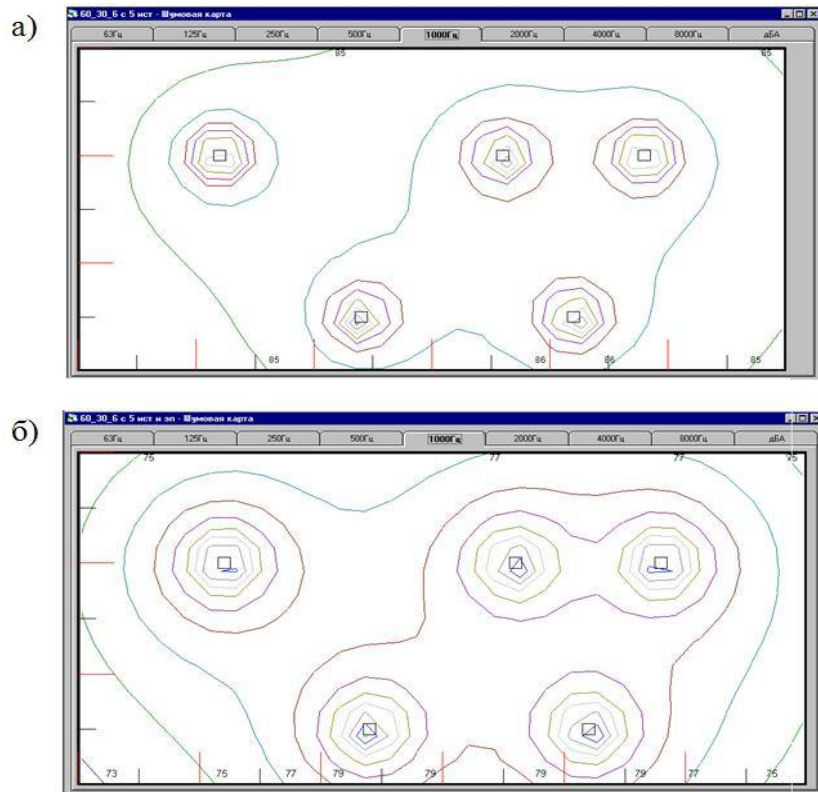 а)
60_30_6 с 5 ист - Шумовая карта
63Гц 125Гц 250Гц 500Гц 1000Гц 2000Гц 4000Гц 8000Гц дБА
85 85
85 86 86 85
б)
60_30_6 с 5 ист и зп - Шумовая карта
63Гц 125Гц 250Гц 500Гц 1000Гц 2000Гц 4000Гц 8000Гц дБА
75 77 77 75
73 75 77 79 79 79 79 77 75